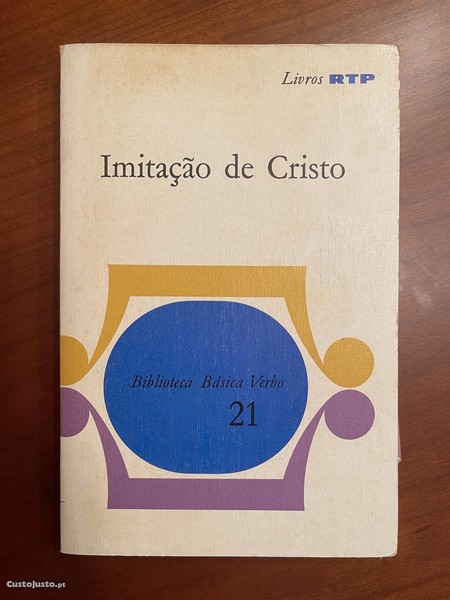 Livros RTP
Imitação de Cristo
Biblioteca Básica Verbo
21
CustoJusto.pt